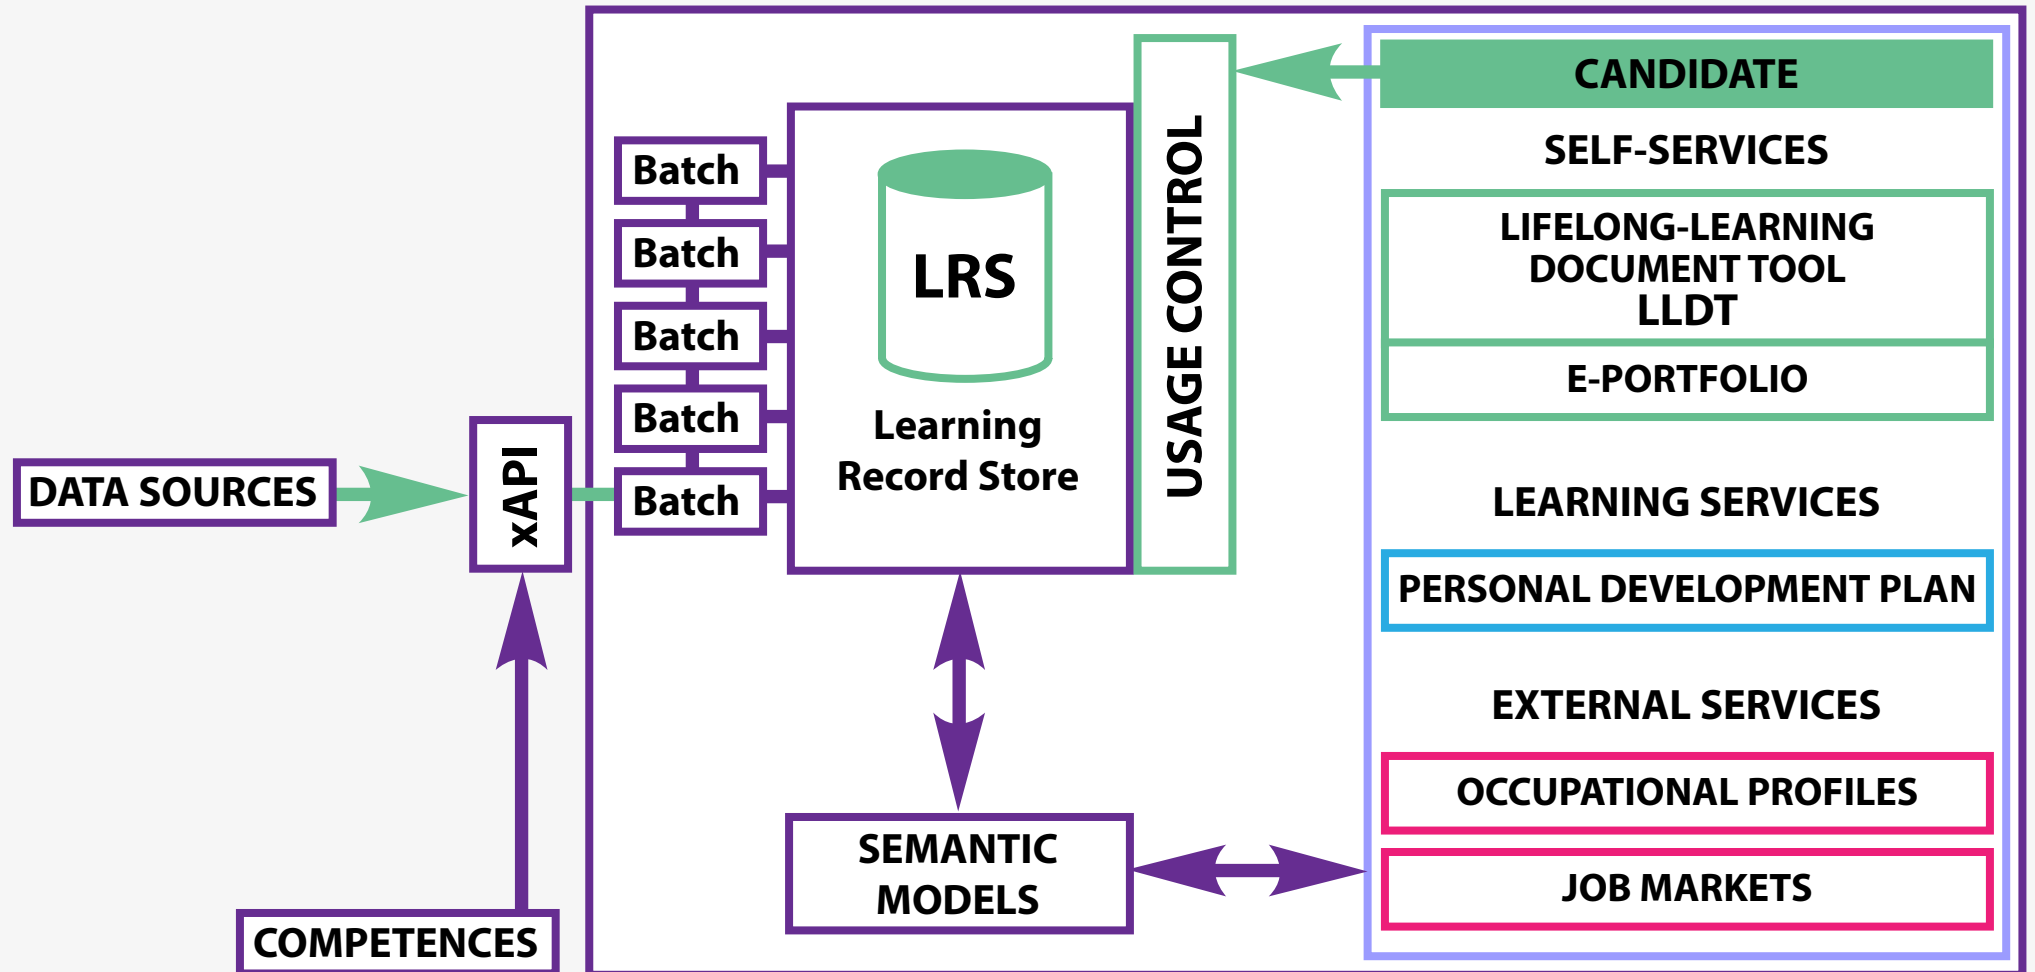 DATA SOURCES
xAPI
COMPETENCES
Batch
Batch
Batch
Batch
Batch
LRS
Learning
Record Store
USAGE CONTROL
SEMANTIC
MODELS
CANDIDATE
SELF-SERVICES
LIFELONG-LEARNING
DOCUMENT TOOL
LLDT
E-PORTFOLIO
LEARNING SERVICES
PERSONAL DEVELOPMENT PLAN
EXTERNAL SERVICES
OCCUPATIONAL PROFILES
JOB MARKETS